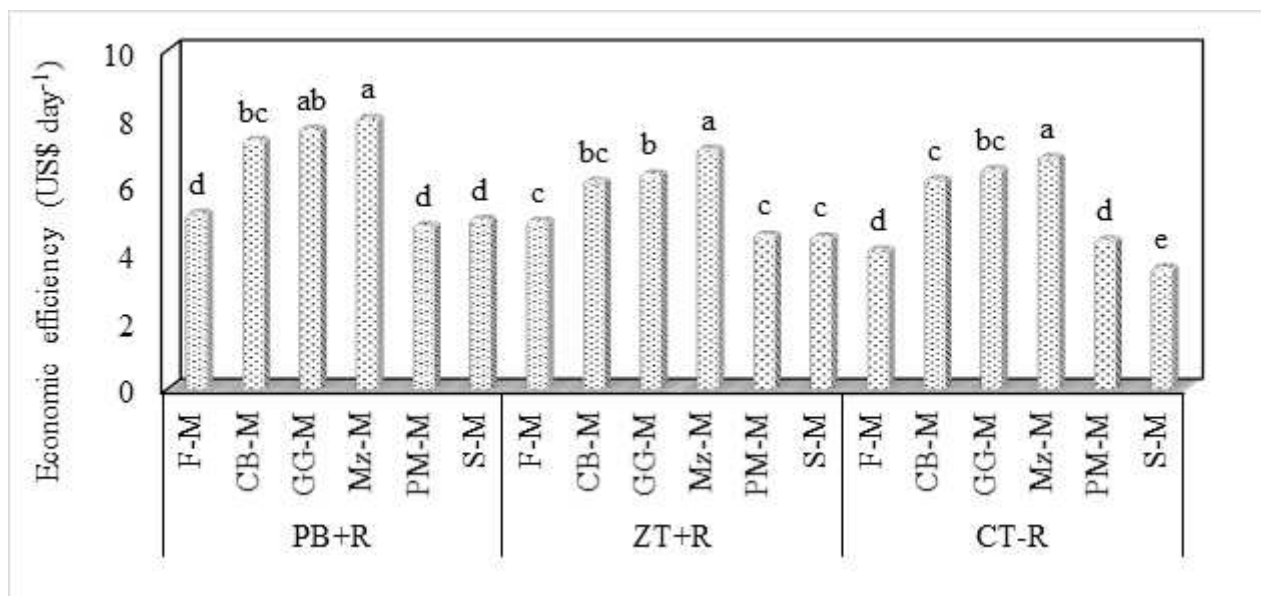 Economic efficiency (US$ day-1)
10
8
6
4
2
0
d
bc
ab
a
d
d
c
bc
b
a
c
c
d
c
bc
a
d
e
F-M
CB-M
GG-M
Mz-M
PM-M
S-M
F-M
CB-M
GG-M
Mz-M
PM-M
S-M
F-M
CB-M
GG-M
Mz-M
PM-M
S-M
PB+R
ZT+R
CT-R